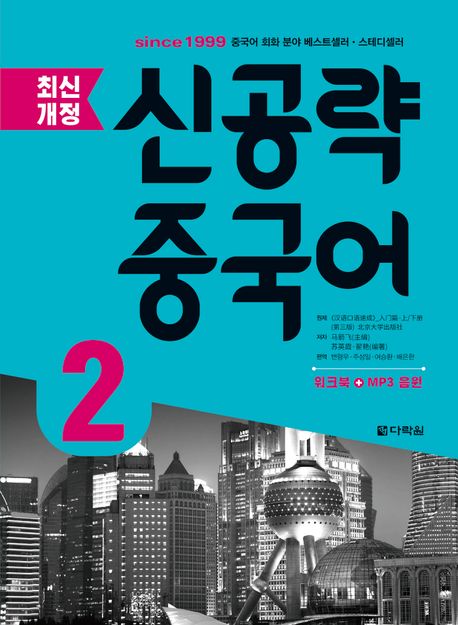 since 1999 중국어 회화 분야 베스트셀러・스테디셀러
최신
개정
신공략
중국어
2
원제 《汉语口语速成》_入门篇・上/下册
(第三版) 北京大学出版社
저자 马箭飞(主编)
苏英霞・翟艳(编著)
편역 변형우・주성일・여승환・배은한
워크북 + MP3 음원
다락원